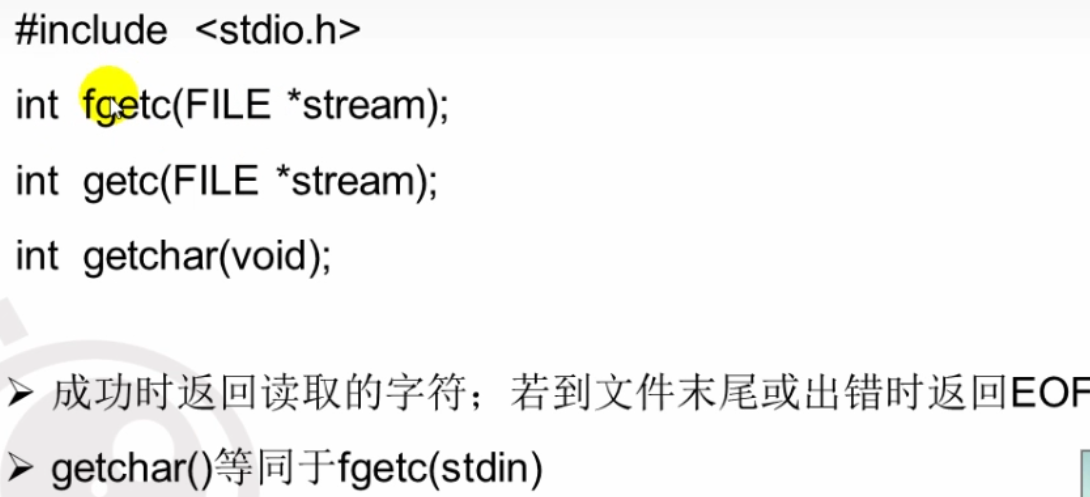 #include <stdio.h>
int fgetc(FILE *stream);
int getc(FILE *stream);
int getchar(void);
➢ 成功时返回读取的字符；若到文件末尾或出错时返回EOF
➢ getchar()等同于fgetc(stdin)